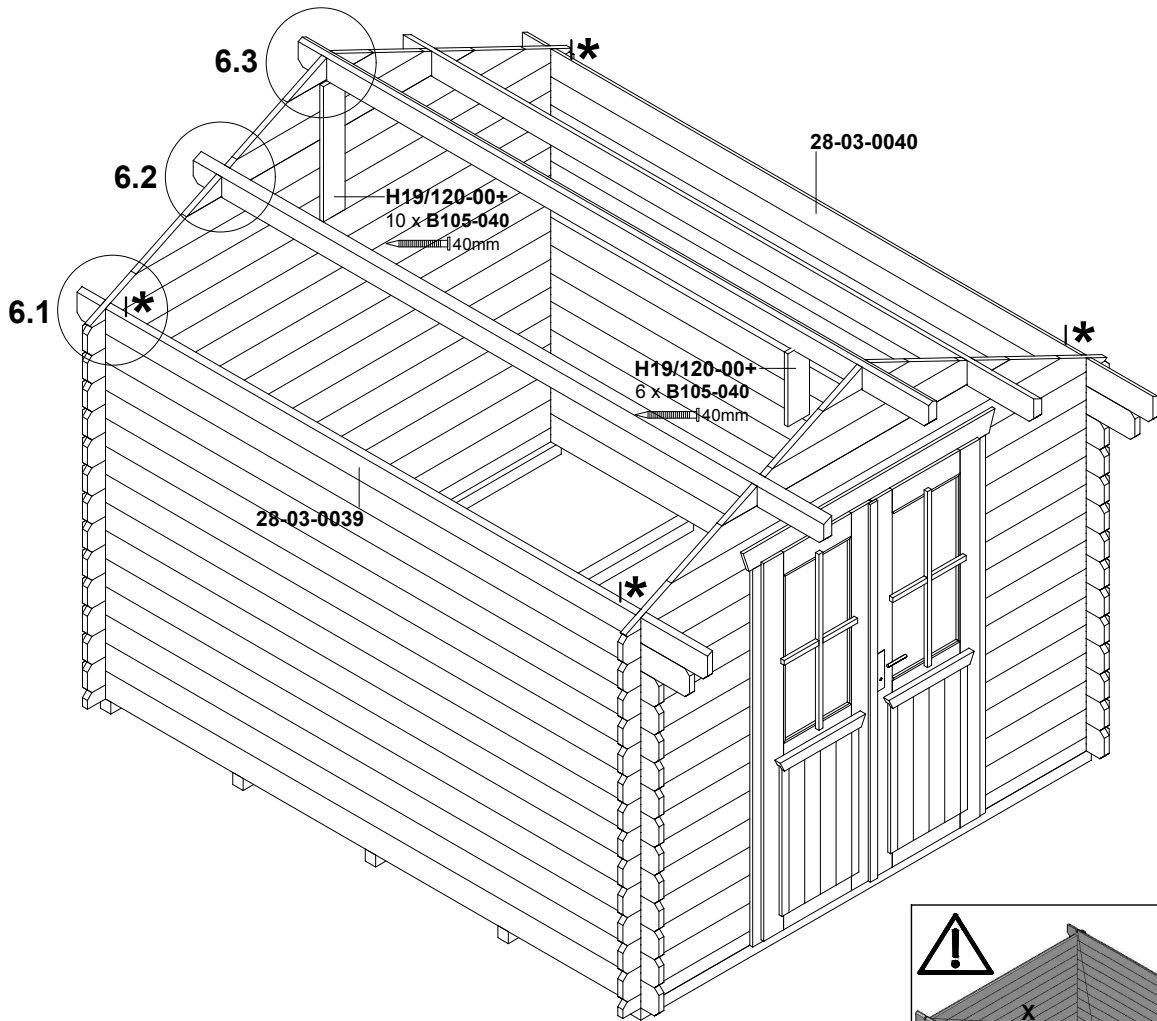 6.3
*
28-03-0040
6.2
H19/120-00+
10 x B105-040
40mm
6.1
*
*
H19/120-00+
6 x B105-040
40mm
28-03-0039
*
!
X